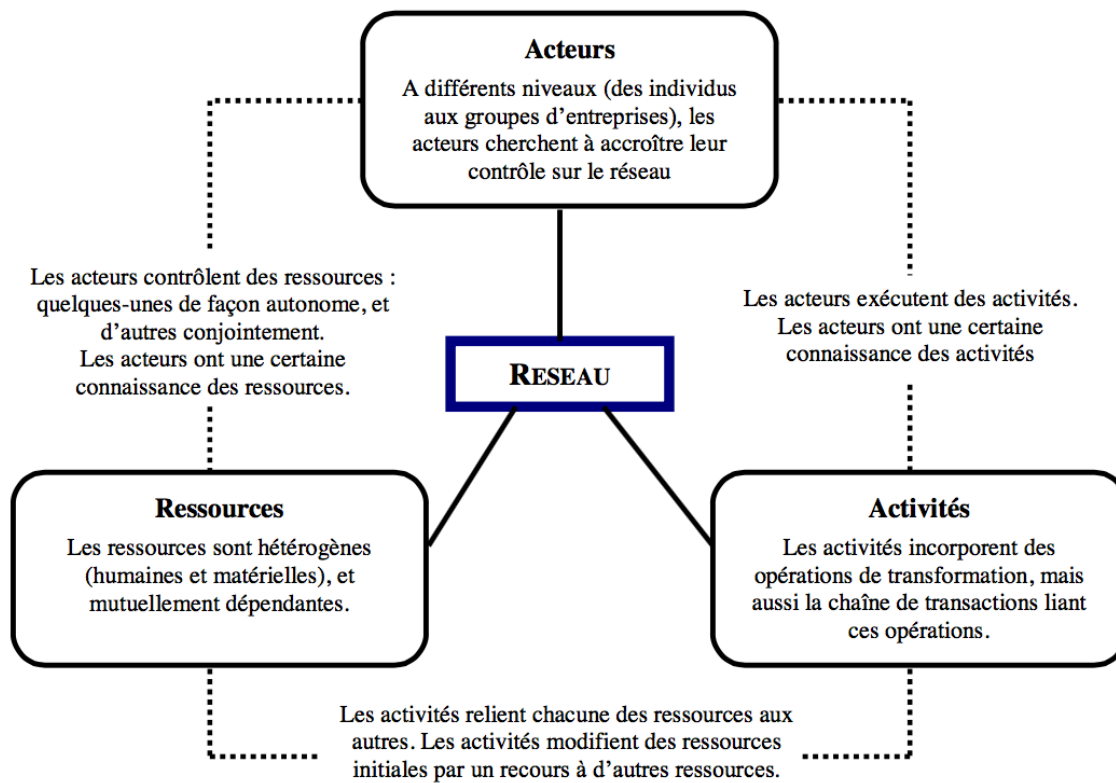 Acteurs
A différents niveaux (des individus
aux groupes d'entreprises), les
acteurs cherchent à accroître leur
contrôle sur le réseau
Les acteurs contrôlent des ressources :
quelques-unes de façon autonome, et
d'autres conjointement.
Les acteurs ont une certaine
connaissance des ressources.
Les acteurs exécutent des activités.
Les acteurs ont une certaine
connaissance des activités
RESEAU
Ressources
Les ressources sont hétérogènes
(humaines et matérielles), et
mutuellement dépendantes.
Activités
Les activités incorporent des
opérations de transformation, mais
aussi la chaîne de transactions liant
ces opérations.
Les activités relient chacune des ressources aux
autres. Les activités modifient des ressources
initiales par un recours à d'autres ressources.